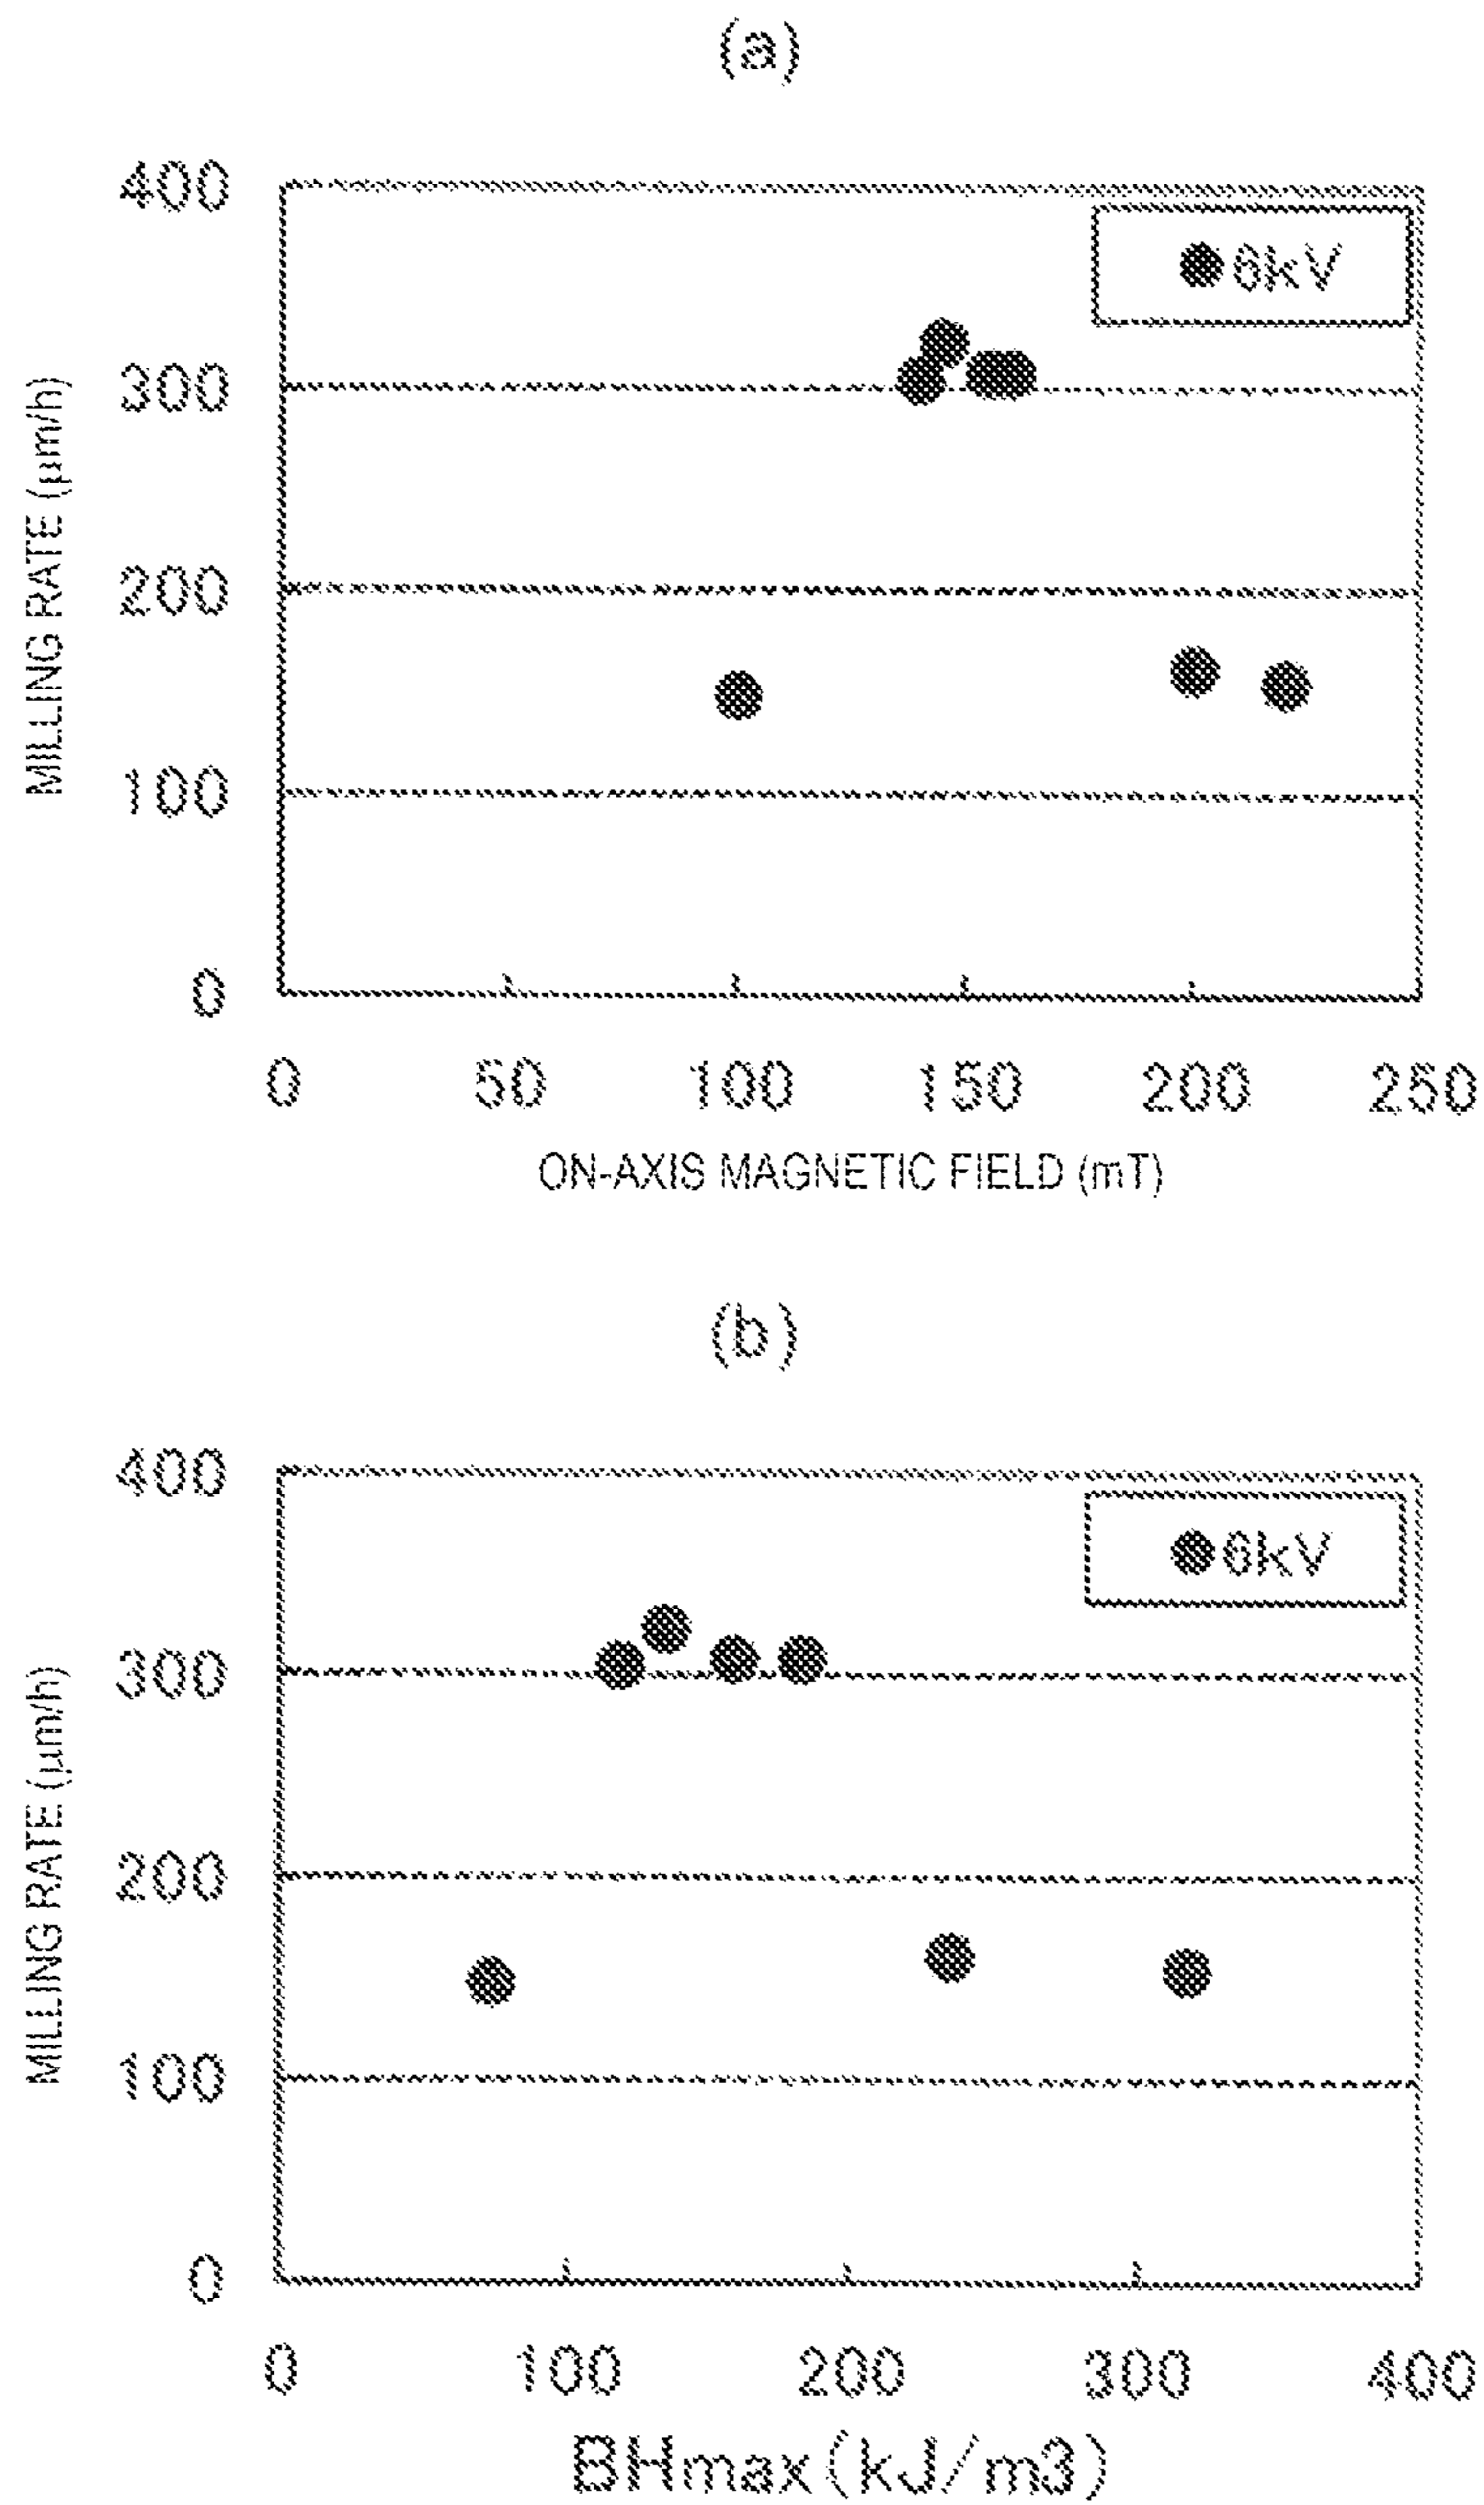 (a)
400
6kV
300
200
100
0
MILLING RATE (μm/h)
0 50 100 150 200 250
ON-AXIS MAGNETIC FIELD (mT)
(b)
400
6kV
300
200
100
0
MILLING RATE (μm/h)
0 100 200 300 400
BHmax(kJ/m3)